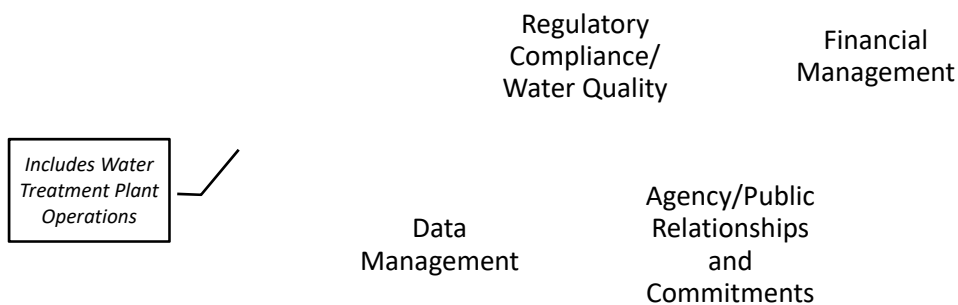 Regulatory
Compliance/
Water Quality
Financial
Management
Includes Water
Treatment Plant
Operations
Data
Management
Agency/Public
Relationships
and
Commitments